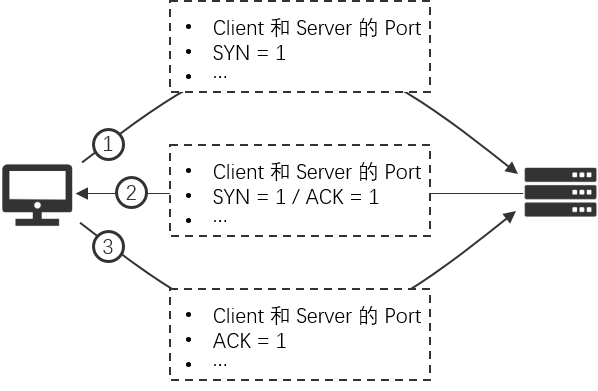 • Client 和 Server 的 Port
• SYN = 1
• ...
1
• Client 和 Server 的 Port
• SYN = 1 / ACK = 1
• ...
2
3
• Client 和 Server 的 Port
• ACK = 1
• ...